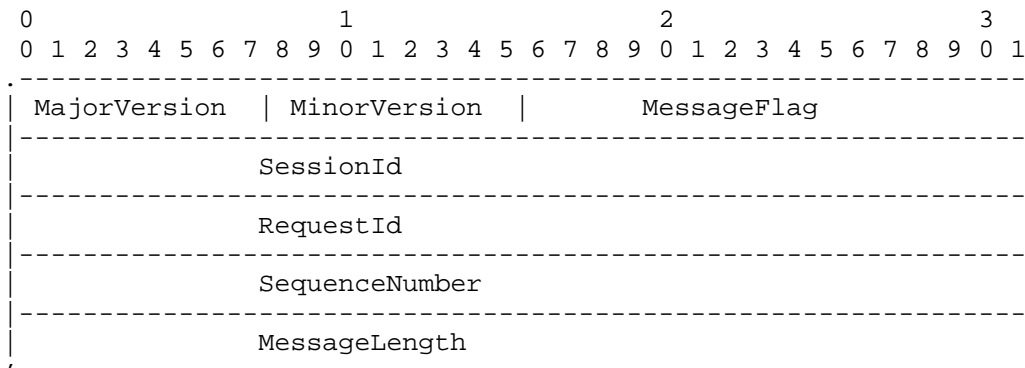 0 1 2 3
0 1 2 3 4 5 6 7 8 9 0 1 2 3 4 5 6 7 8 9 0 1 2 3 4 5 6 7 8 9 0 1
MajorVersion | MinorVersion | MessageFlag
SessionId
RequestId
SequenceNumber
MessageLength